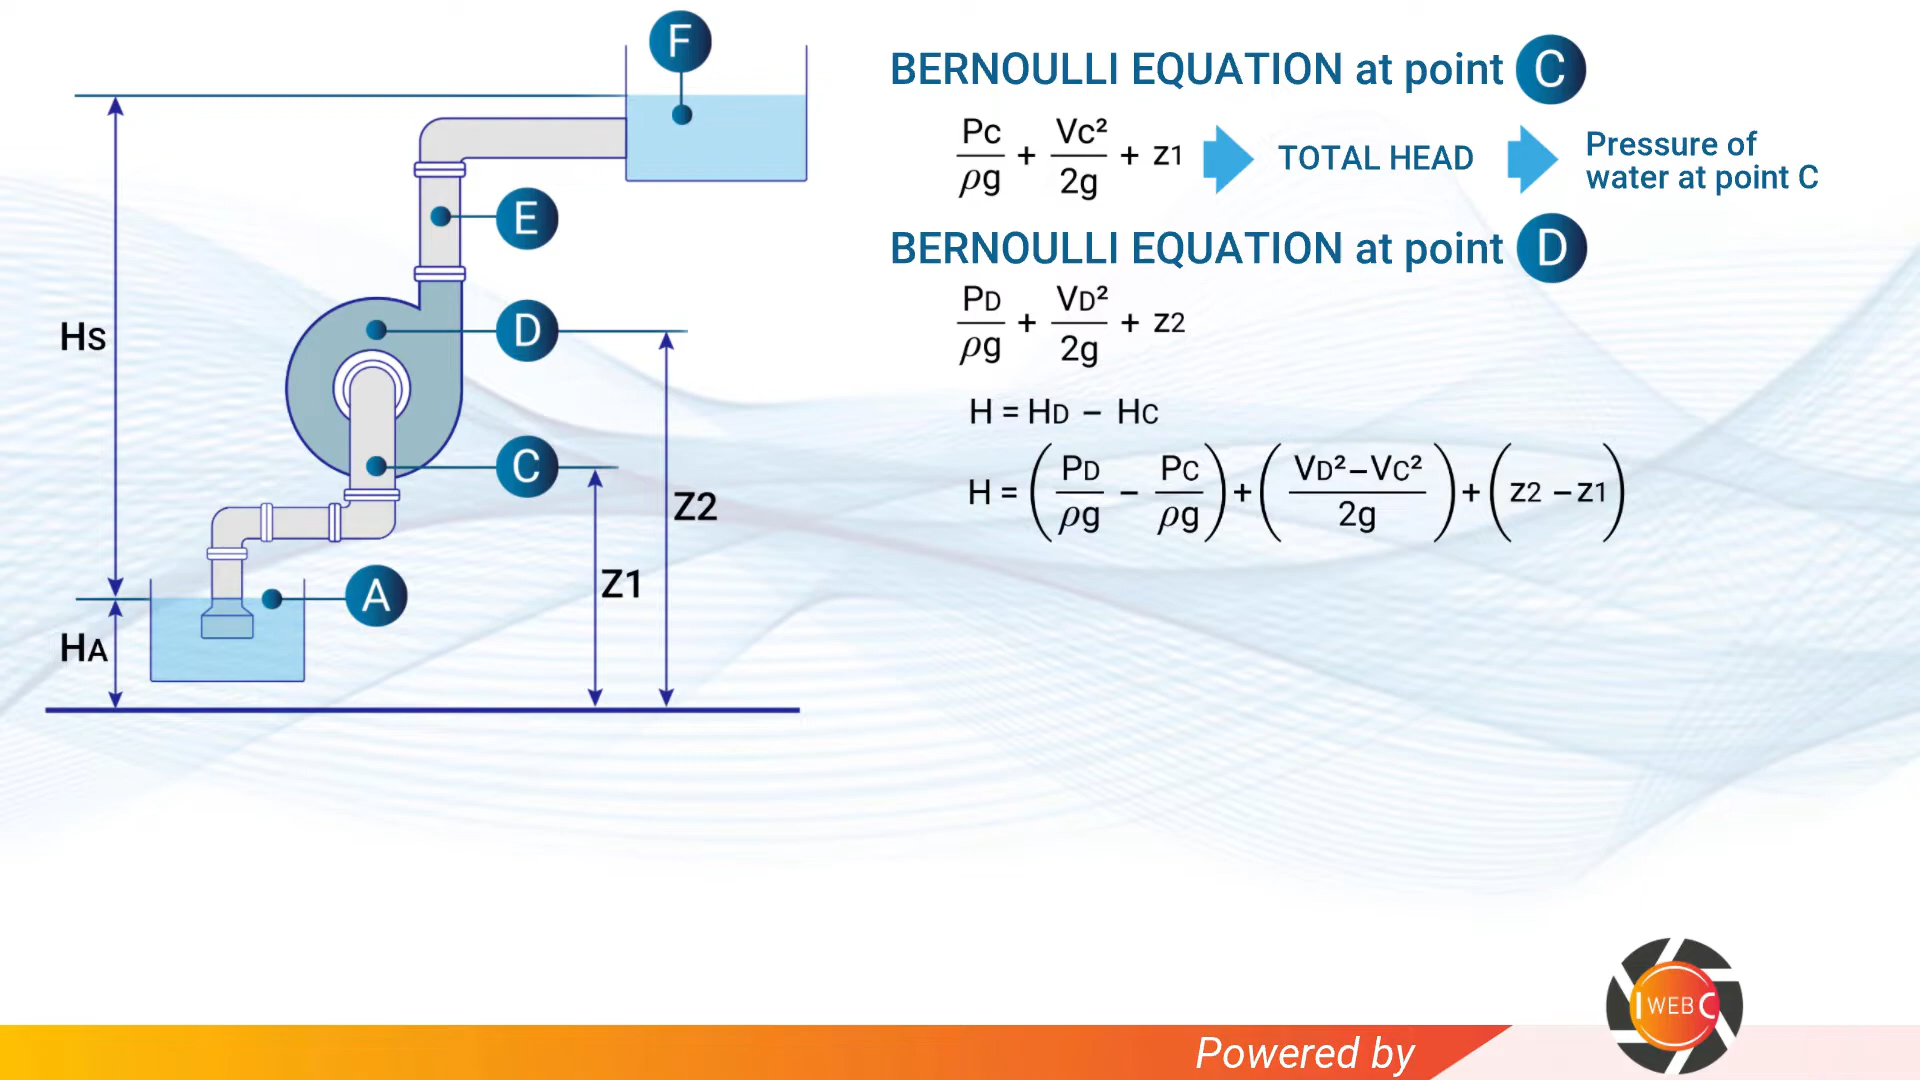 F
E
D
C
A
Hs
HA
Z1
Z2
BERNOULLI EQUATION at point C
Pc/ρg + Vc²/2g + z1 TOTAL HEAD Pressure of
water at point C
BERNOULLI EQUATION at point D
PD/ρg + VD²/2g + z2
H = HD – HC
H = (PD/ρg – PC/ρg) + (VD²–VC²/2g) + (z2 – z1)
Powered by
I WEB C